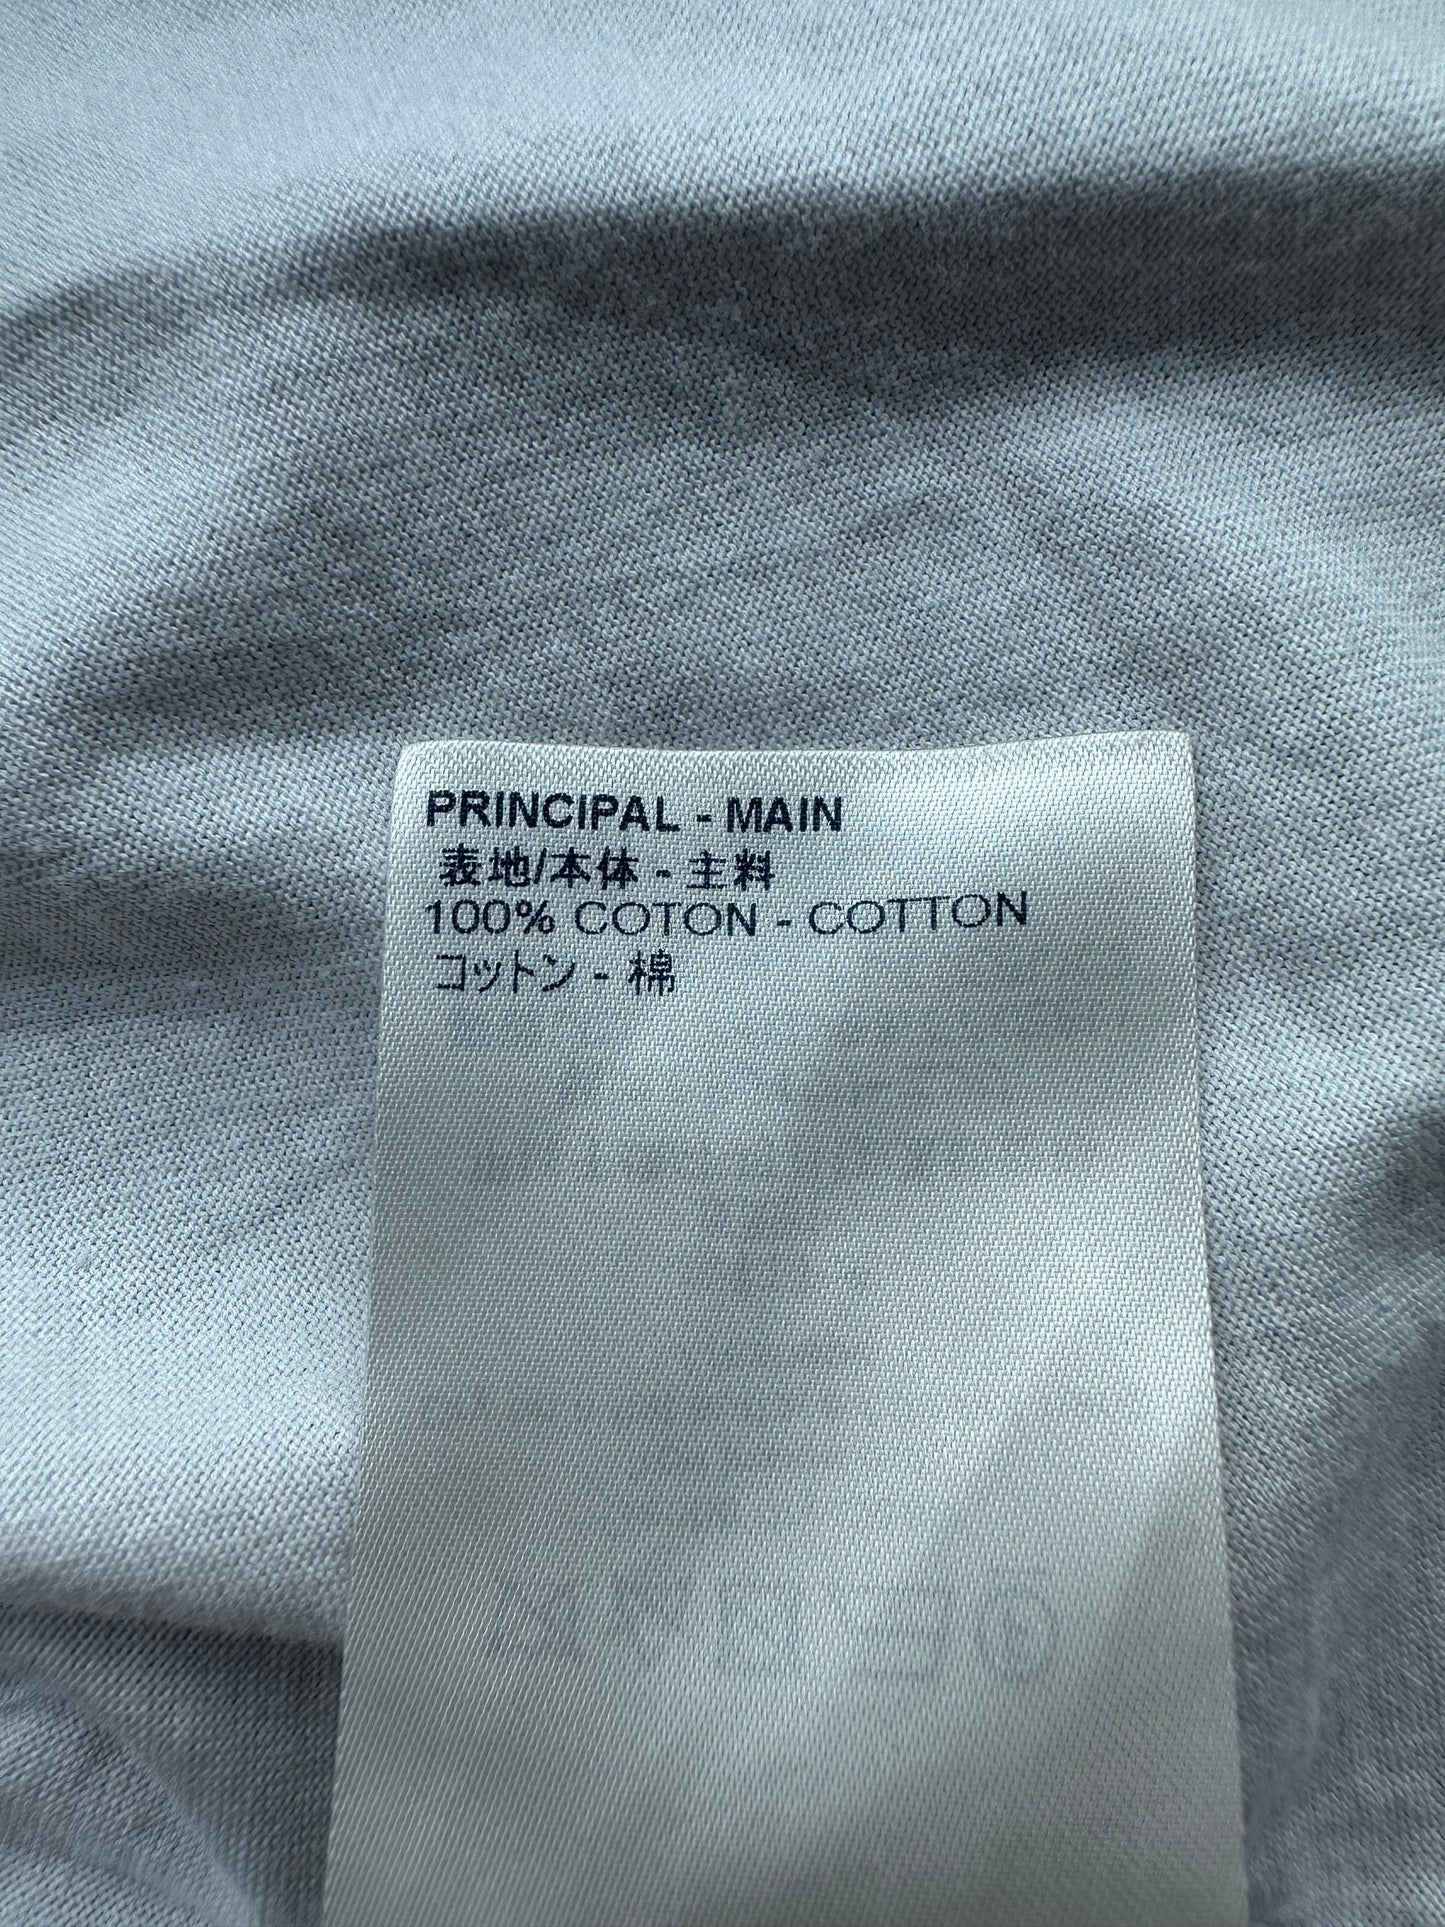 PRINCIPAL - MAIN
表地/本体 - 主料
100% COTON - COTTON
コットン - 棉